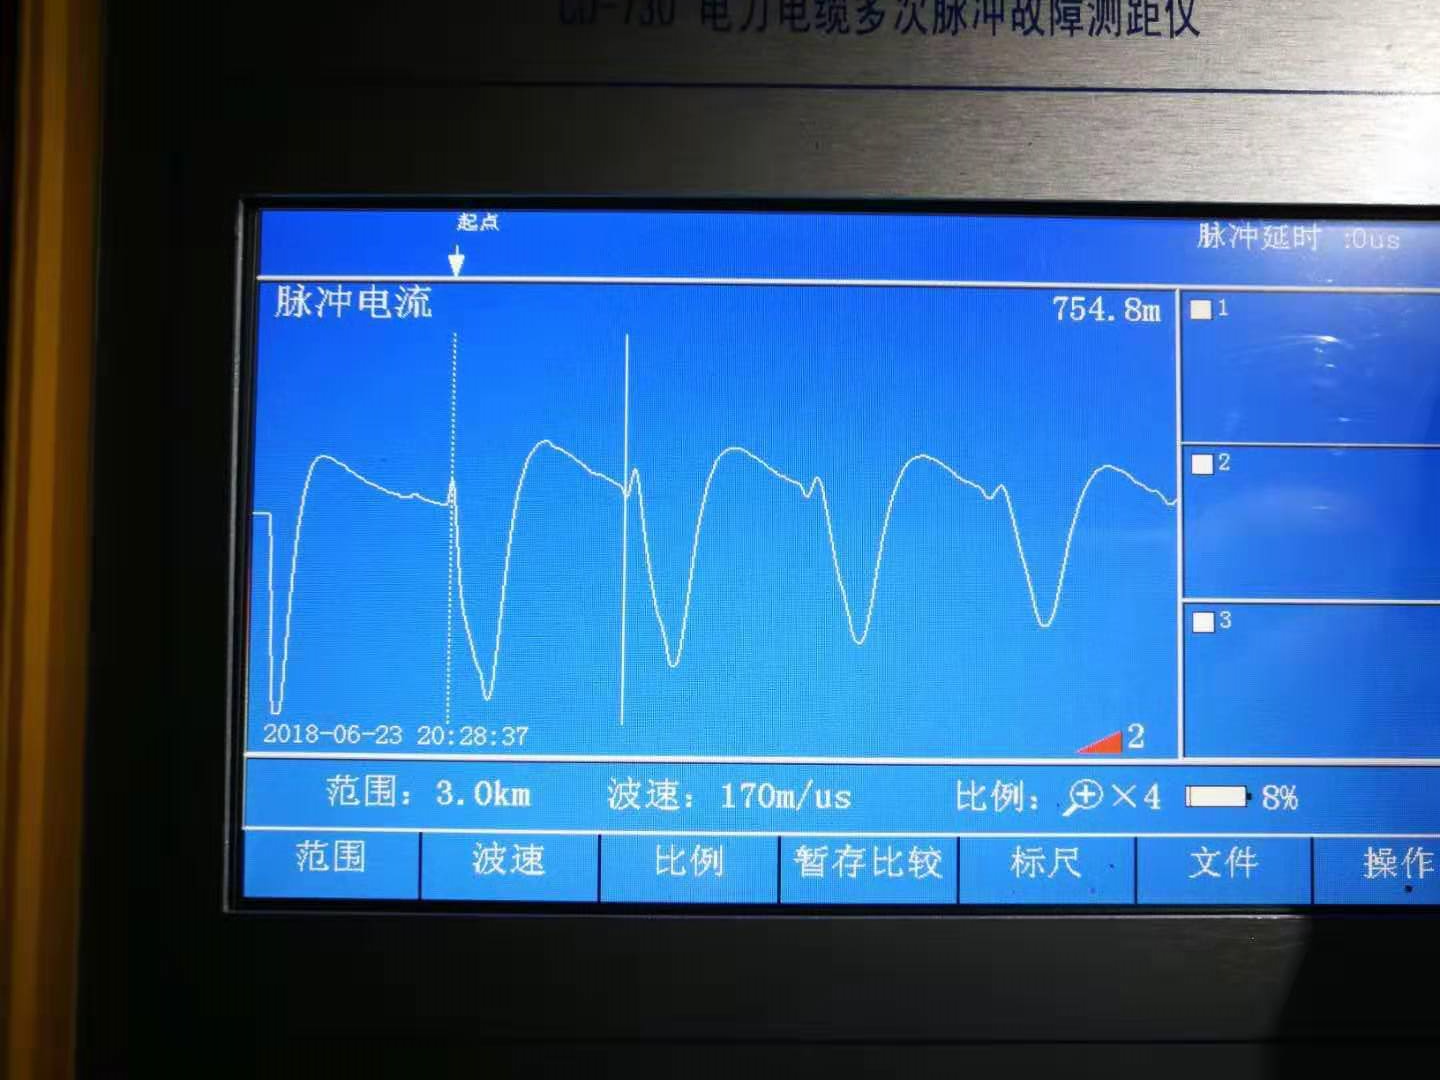 电力电缆多次脉冲故障测距仪
起点
脉冲延时 :0us
脉冲电流
754.8m
1
2
3
2018-06-23 20:28:37
2
范围: 3.0km 波速: 170m/us 比例: ×4 8%
范围 波速 比例 暂存比较 标尺 文件 操作